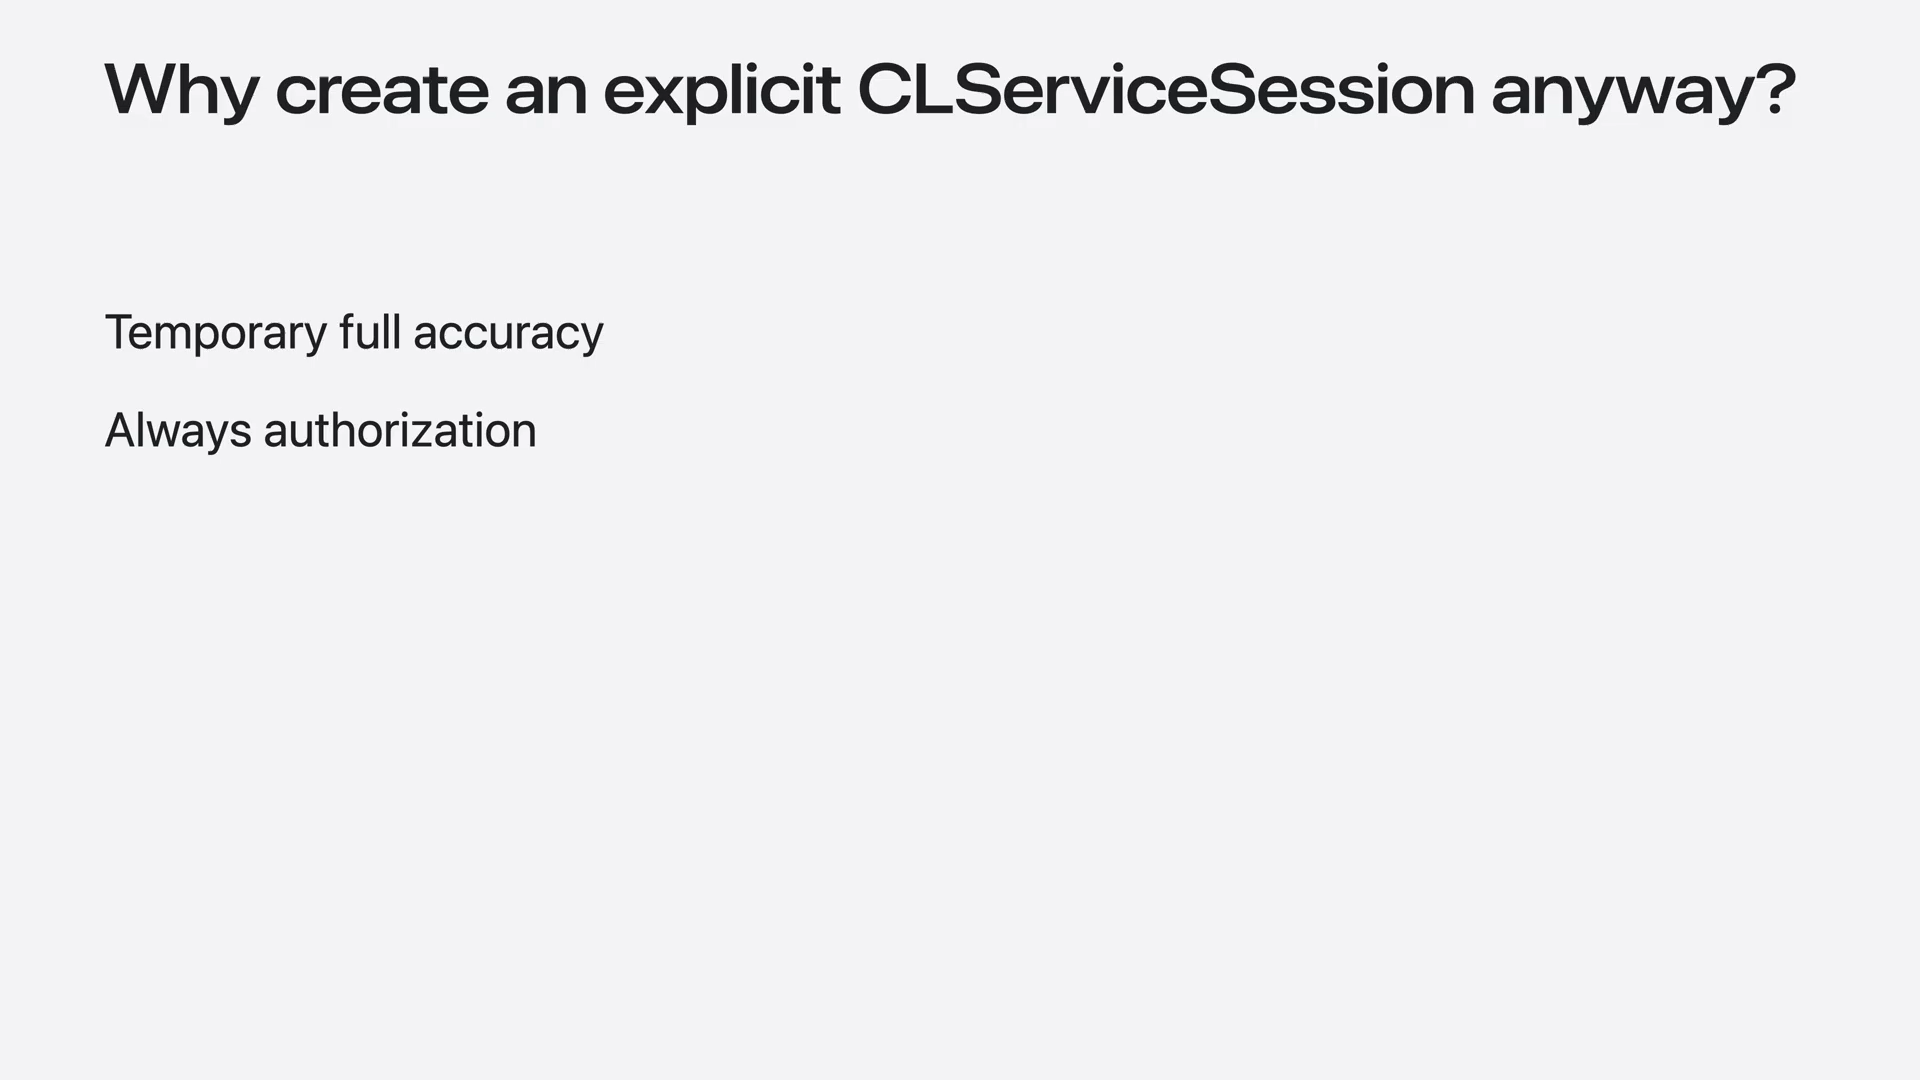 Why create an explicit CLServiceSession anyway?
Temporary full accuracy
Always authorization